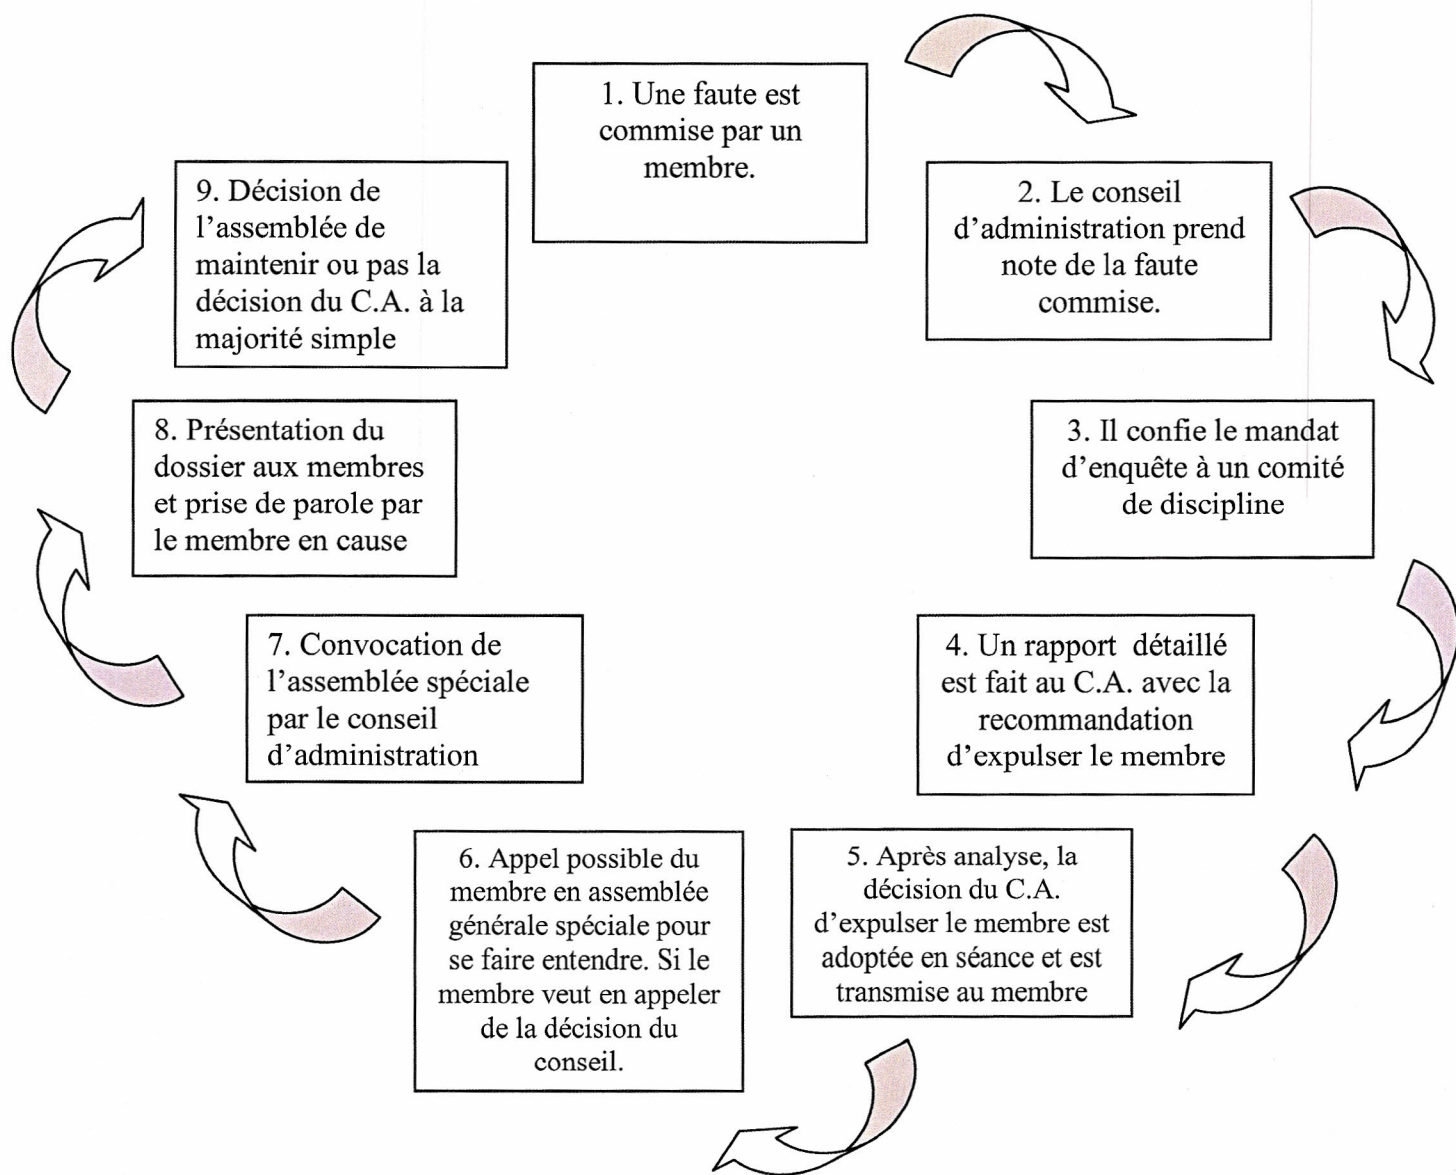 1. Une faute est
commise par un
membre.
2. Le conseil
d’administration prend
note de la faute
commise.
3. Il confie le mandat
d’enquête à un comité
de discipline
4. Un rapport détaillé
est fait au C.A. avec la
recommandation
d’expulser le membre
5. Après analyse, la
décision du C.A.
d’expulser le membre est
adoptée en séance et est
transmise au membre
6. Appel possible du
membre en assemblée
générale spéciale pour
se faire entendre. Si le
membre veut en appeler
de la décision du
conseil.
7. Convocation de
l’assemblée spéciale
par le conseil
d’administration
8. Présentation du
dossier aux membres
et prise de parole par
le membre en cause
9. Décision de
l’assemblée de
maintenir ou pas la
décision du C.A. à la
majorité simple